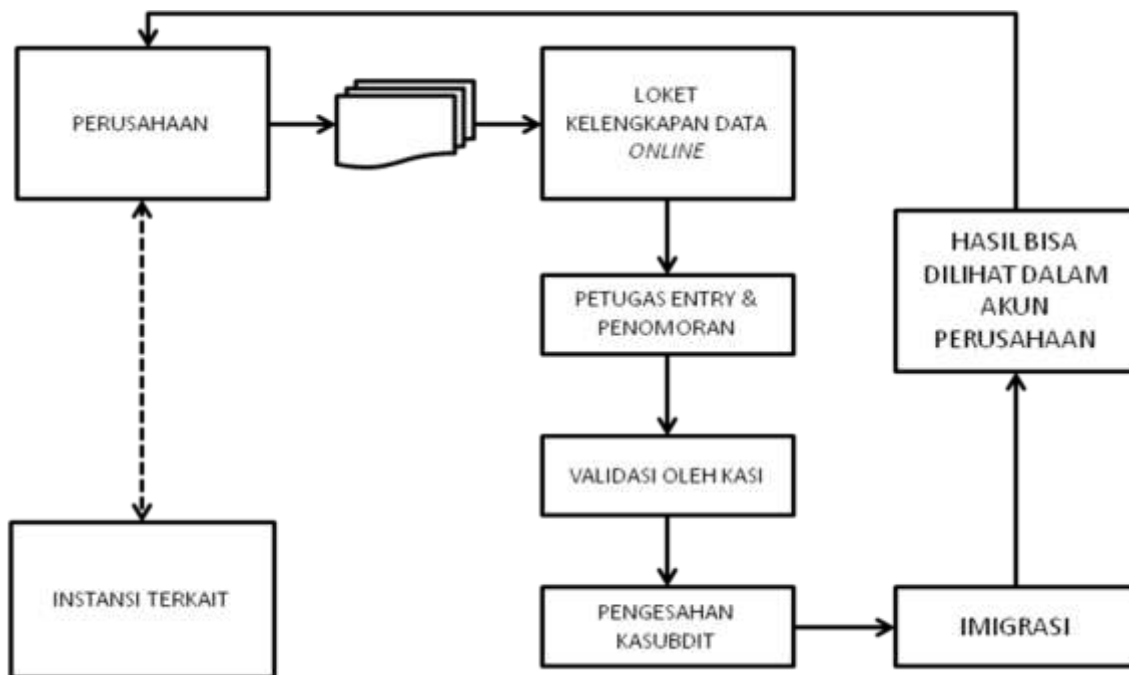 PERUSAHAAN
LOKET
KELENGKAPAN DATA
ONLINE
PETUGAS ENTRY &
PENOMORAN
VALIDASI OLEH KASI
PENGESAHAN
KASUBDIT
IMIGRASI
HASIL BISA
DILIHAT DALAM
AKUN
PERUSAHAAN
INSTANSI TERKAIT